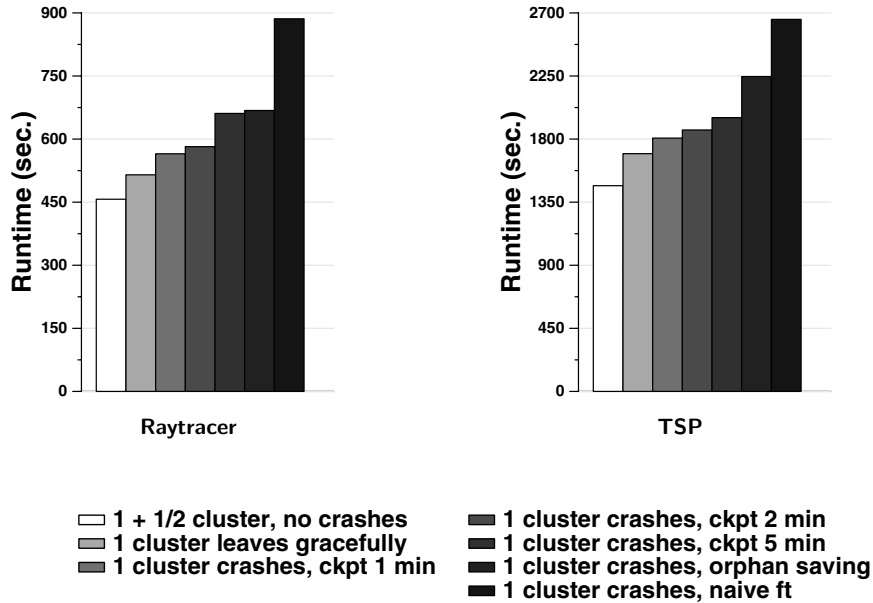 Runtime (sec.)
900
750
600
450
300
150
0
Raytracer
Runtime (sec.)
2700
2250
1800
1350
900
450
0
TSP
1 + 1/2 cluster, no crashes
1 cluster leaves gracefully
1 cluster crashes, ckpt 1 min
1 cluster crashes, ckpt 2 min
1 cluster crashes, ckpt 5 min
1 cluster crashes, orphan saving
1 cluster crashes, naive ft